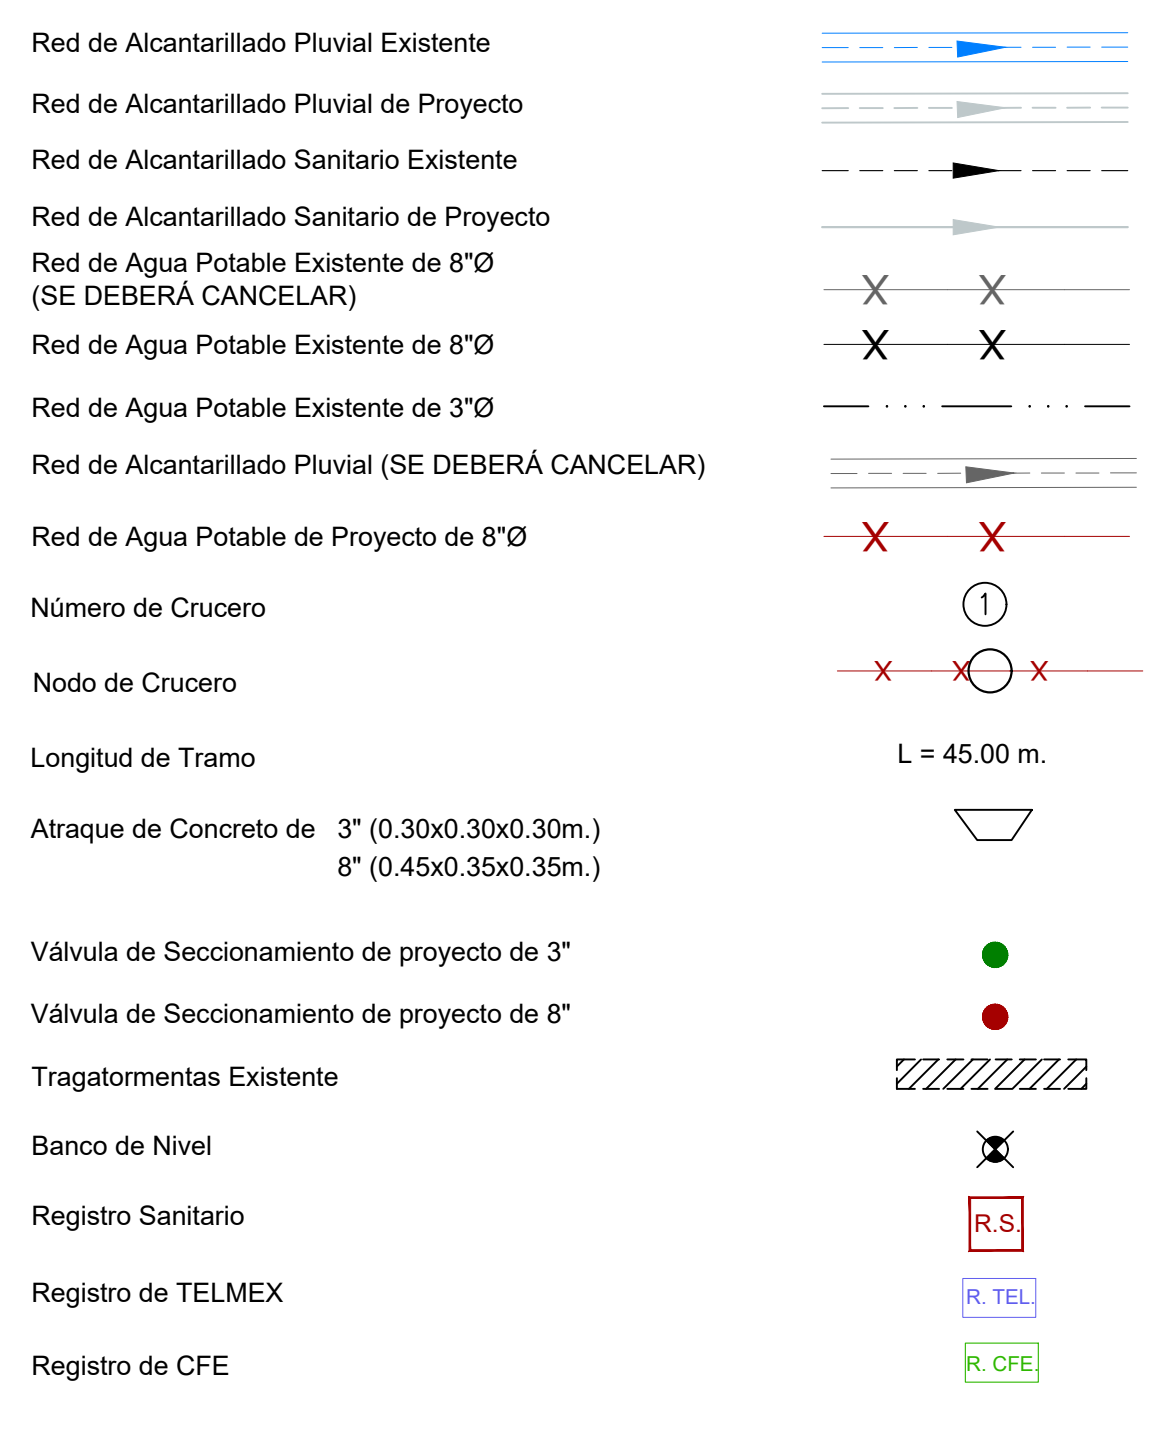 Red de Alcantarillado Pluvial Existente
Red de Alcantarillado Pluvial de Proyecto
Red de Alcantarillado Sanitario Existente
Red de Alcantarillado Sanitario de Proyecto
Red de Agua Potable Existente de 8"Ø
(SE DEBERÁ CANCELAR)
X X
Red de Agua Potable Existente de 8"Ø X X
Red de Agua Potable Existente de 3"Ø
Red de Alcantarillado Pluvial (SE DEBERÁ CANCELAR)
Red de Agua Potable de Proyecto de 8"Ø X X
Número de Crucero 1
Nodo de Crucero X X X
Longitud de Tramo L = 45.00 m.
Atraque de Concreto de 3" (0.30x0.30x0.30m.)
8" (0.45x0.35x0.35m.)
Válvula de Seccionamiento de proyecto de 3"
Válvula de Seccionamiento de proyecto de 8"
Tragatormentas Existente
Banco de Nivel
Registro Sanitario R.S.
Registro de TELMEX R. TEL.
Registro de CFE R. CFE.